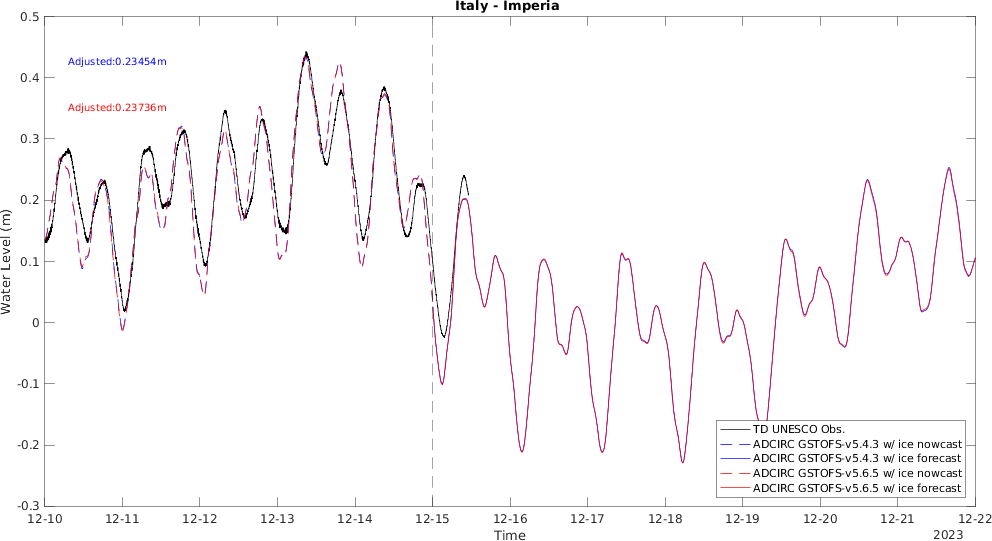 Italy - Imperia
0.5
0.4
0.3
0.2
0.1
0
-0.1
-0.2
-0.3
Water Level (m)
Adjusted:0.23454m
Adjusted:0.23736m
TD UNESCO Obs.
ADCIRC GSTOFS-v5.4.3 w/ ice nowcast
ADCIRC GSTOFS-v5.4.3 w/ ice forecast
ADCIRC GSTOFS-v5.6.5 w/ ice nowcast
ADCIRC GSTOFS-v5.6.5 w/ ice forecast
12-10 12-11 12-12 12-13 12-14 12-15 12-16 12-17 12-18 12-19 12-20 12-21 12-22
Time
2023